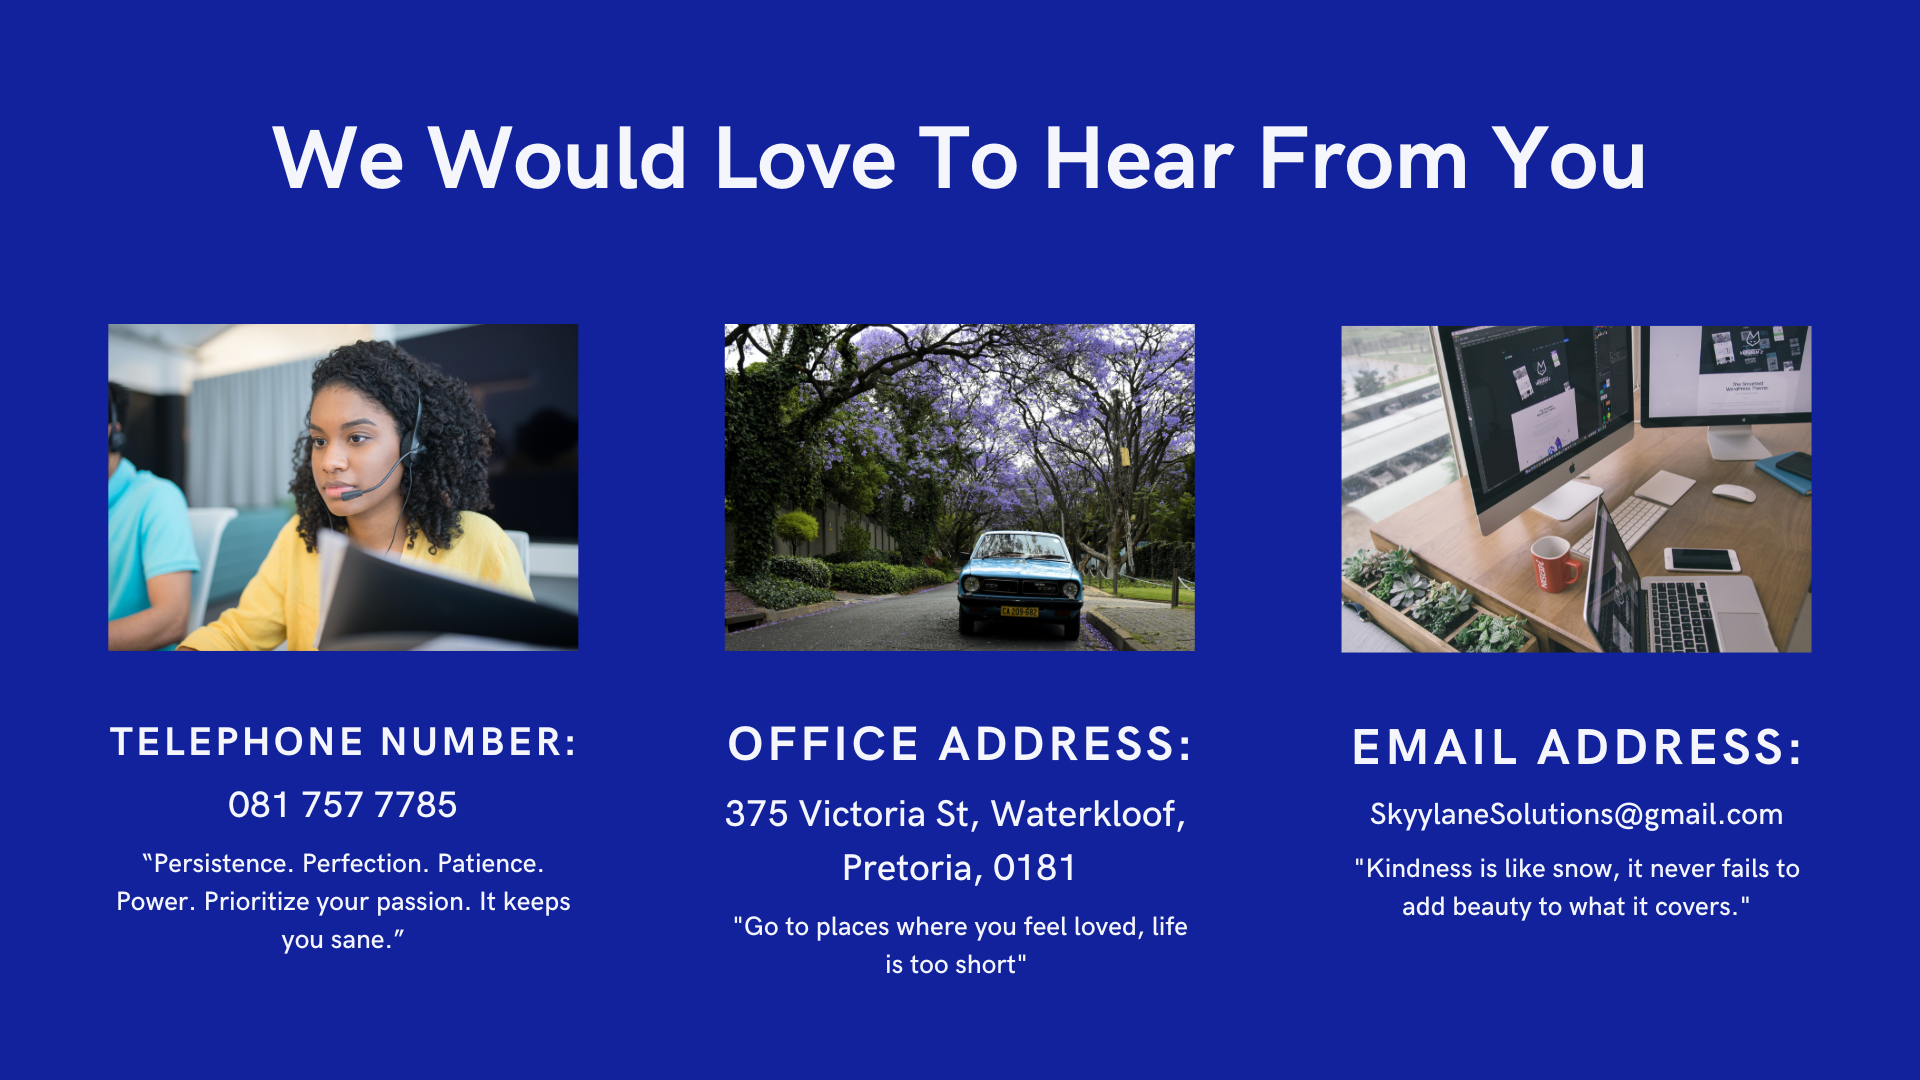 We Would Love To Hear From You
TELEPHONE NUMBER:
081 757 7785
“Persistence. Perfection. Patience.
Power. Prioritize your passion. It keeps
you sane.”
OFFICE ADDRESS:
375 Victoria St, Waterkloof,
Pretoria, 0181
"Go to places where you feel loved, life
is too short"
EMAIL ADDRESS:
SkyylaneSolutions@gmail.com
"Kindness is like snow, it never fails to
add beauty to what it covers."